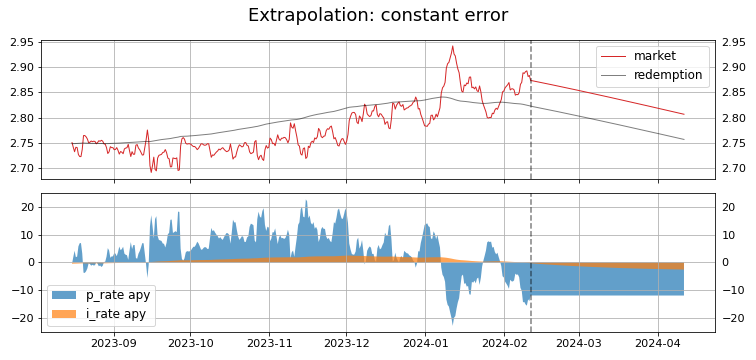 Extrapolation: constant error
2.95 2.95
2.90 2.90
2.85 2.85
2.80 2.80
2.75 2.75
2.70 2.70
market
redemption
20 20
10 10
0 0
−10 −10
−20 −20
p_rate apy
i_rate apy
2023-09 2023-10 2023-11 2023-12 2024-01 2024-02 2024-03 2024-04